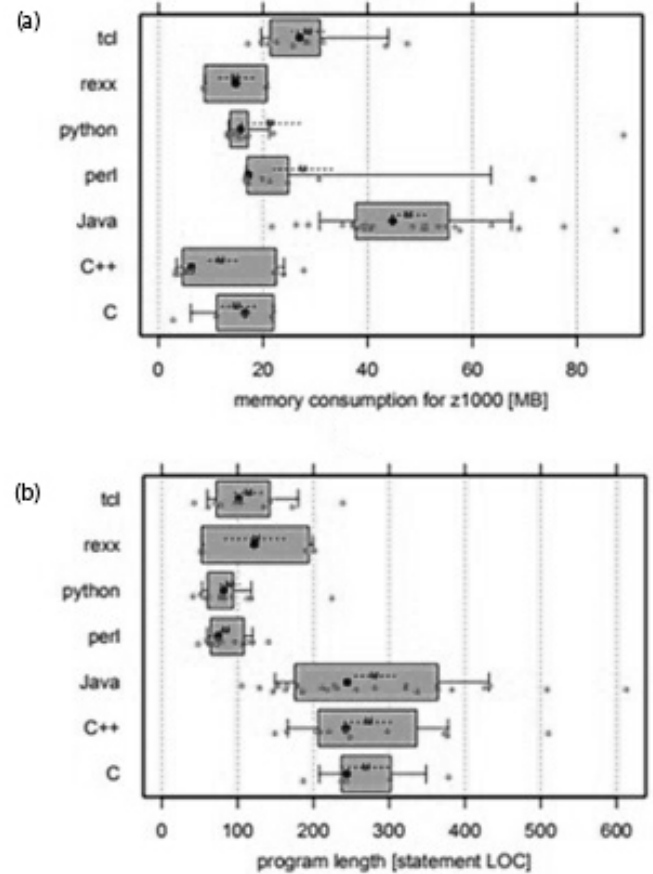 (a)
tcl
rexx
python
perl
Java
C++
C
0 20 40 60 80
memory consumption for z1000 [MB]
(b)
tcl
rexx
python
perl
Java
C++
C
0 100 200 300 400 500 600
program length [statement LOC]